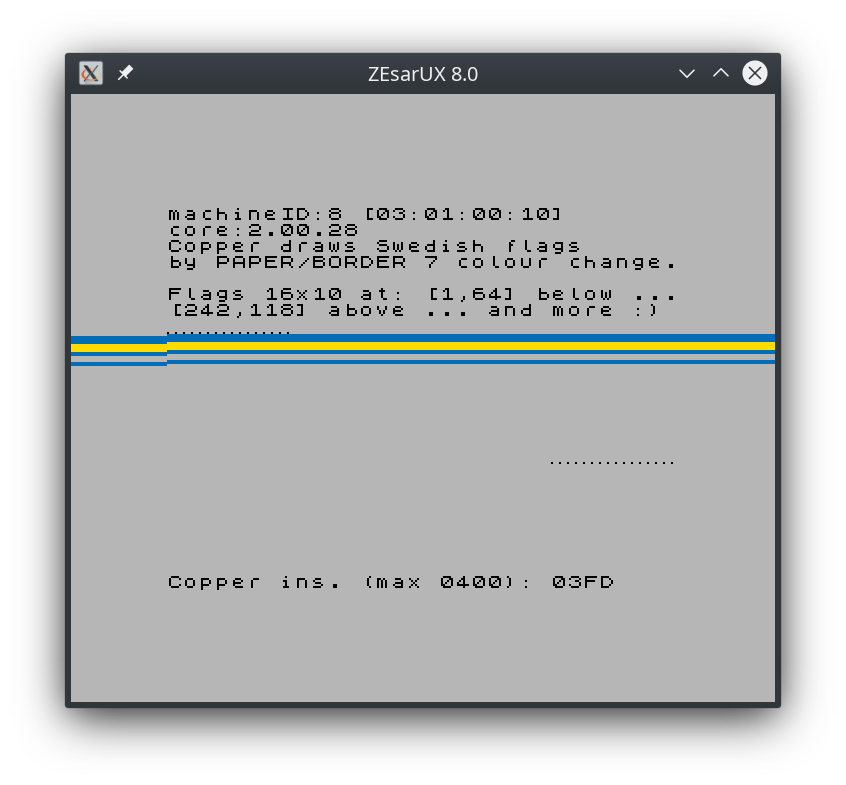 ZEsarUX 8.0
machineID:8 [03:01:00:10]
core:2.00.28
Copper draws Swedish flags
by PAPER/BORDER 7 colour change.
Flags 16x10 at: [1,64] below ...
[242,118] above ... and more :)
Copper ins. (max 0400): 03FD